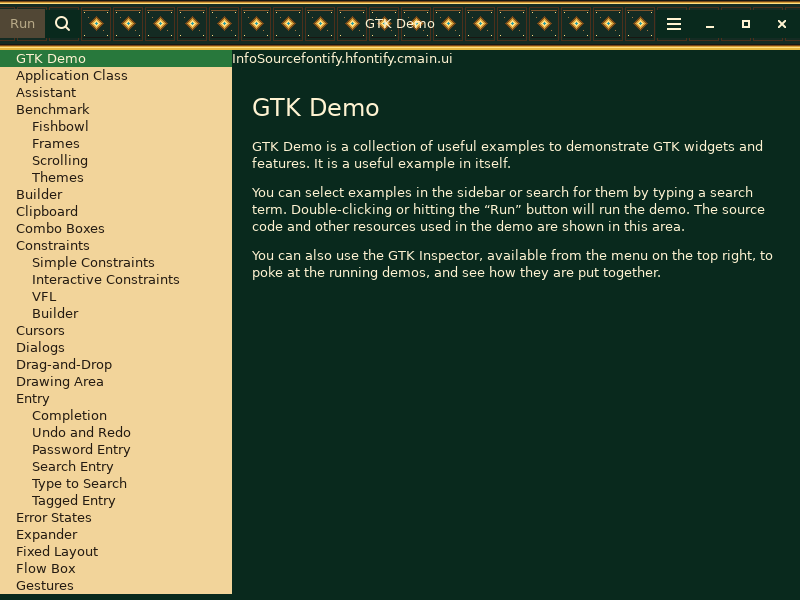 Run
GTK Demo
GTK Demo
Application Class
Assistant
Benchmark
Fishbowl
Frames
Scrolling
Themes
Builder
Clipboard
Combo Boxes
Constraints
Simple Constraints
Interactive Constraints
VFL
Builder
Cursors
Dialogs
Drag-and-Drop
Drawing Area
Entry
Completion
Undo and Redo
Password Entry
Search Entry
Type to Search
Tagged Entry
Error States
Expander
Fixed Layout
Flow Box
Gestures
InfoSourcefontify.hfontify.cmain.ui
GTK Demo
GTK Demo is a collection of useful examples to demonstrate GTK widgets and
features. It is a useful example in itself.
You can select examples in the sidebar or search for them by typing a search
term. Double-clicking or hitting the “Run” button will run the demo. The source
code and other resources used in the demo are shown in this area.
You can also use the GTK Inspector, available from the menu on the top right, to
poke at the running demos, and see how they are put together.